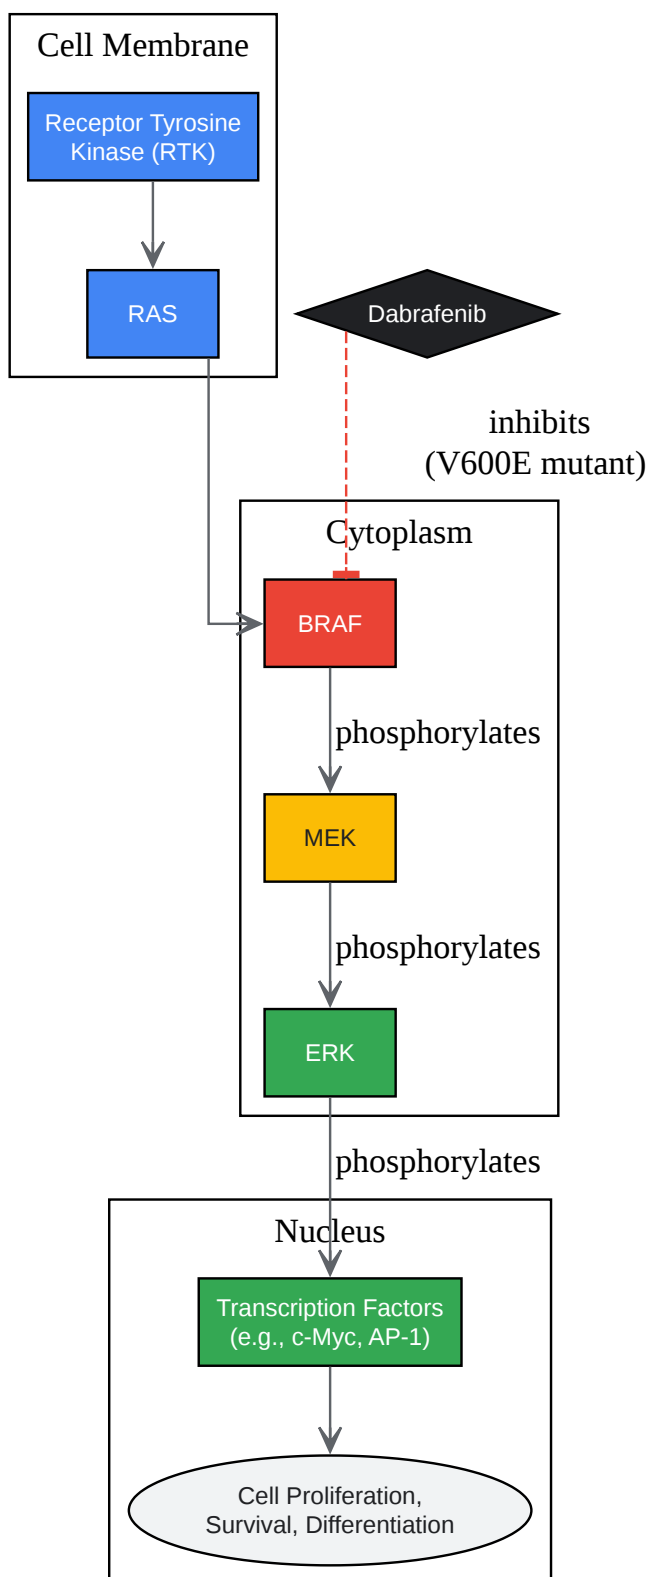 Cell Membrane
Receptor Tyrosine
Kinase (RTK)
RAS
Dabrafenib
inhibits
(V600E mutant)
Cytoplasm
BRAF
phosphorylates
MEK
phosphorylates
ERK
phosphorylates
Nucleus
Transcription Factors
(e.g., c-Myc, AP-1)
Cell Proliferation,
Survival, Differentiation